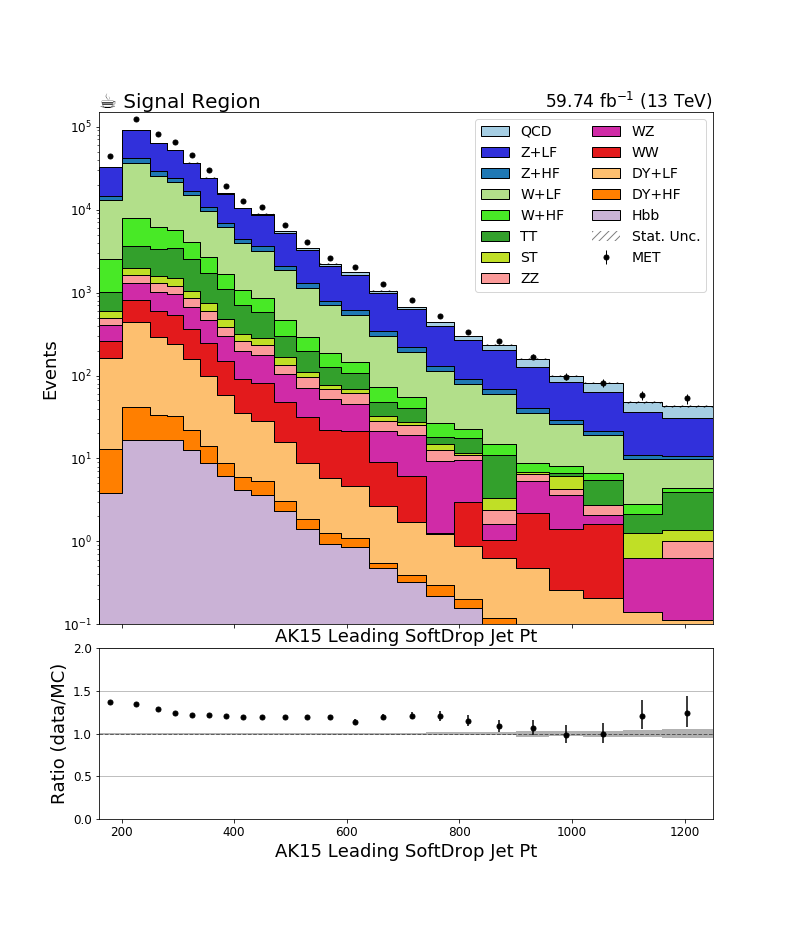 ☕ Signal Region 59.74 fb⁻¹ (13 TeV)
QCD WZ
Z+LF WW
Z+HF DY+LF
W+LF DY+HF
W+HF Hbb
TT Stat. Unc.
ST MET
ZZ
Events
10⁵
10⁴
10³
10²
10¹
10⁰
10⁻¹
AK15 Leading SoftDrop Jet Pt
Ratio (data/MC)
2.0
1.5
1.0
0.5
0.0
200 400 600 800 1000 1200
AK15 Leading SoftDrop Jet Pt